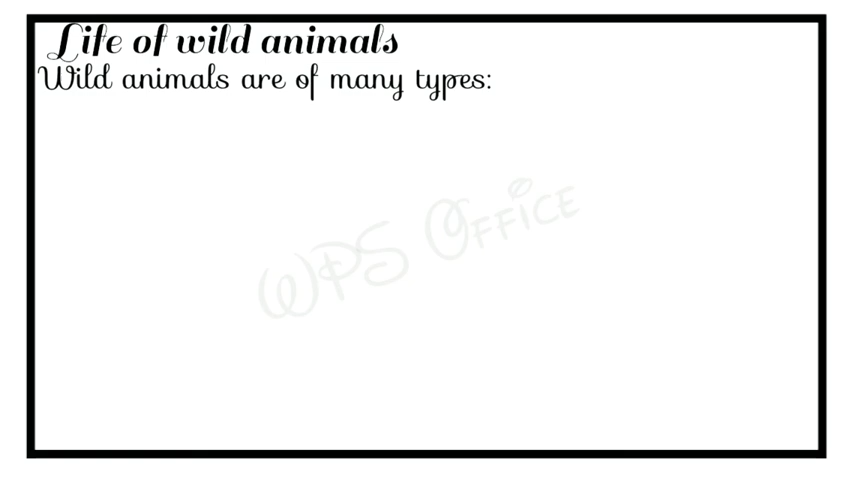 Life of wild animals
Wild animals are of many types:
WPS Office